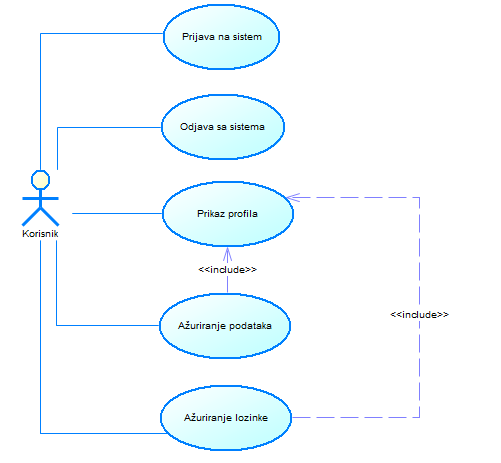 Prijava na sistem
Odjava sa sistema
Prikaz profila
Korisnik
<<include>>
<<include>>
Ažuriranje podataka
Ažuriranje lozinke